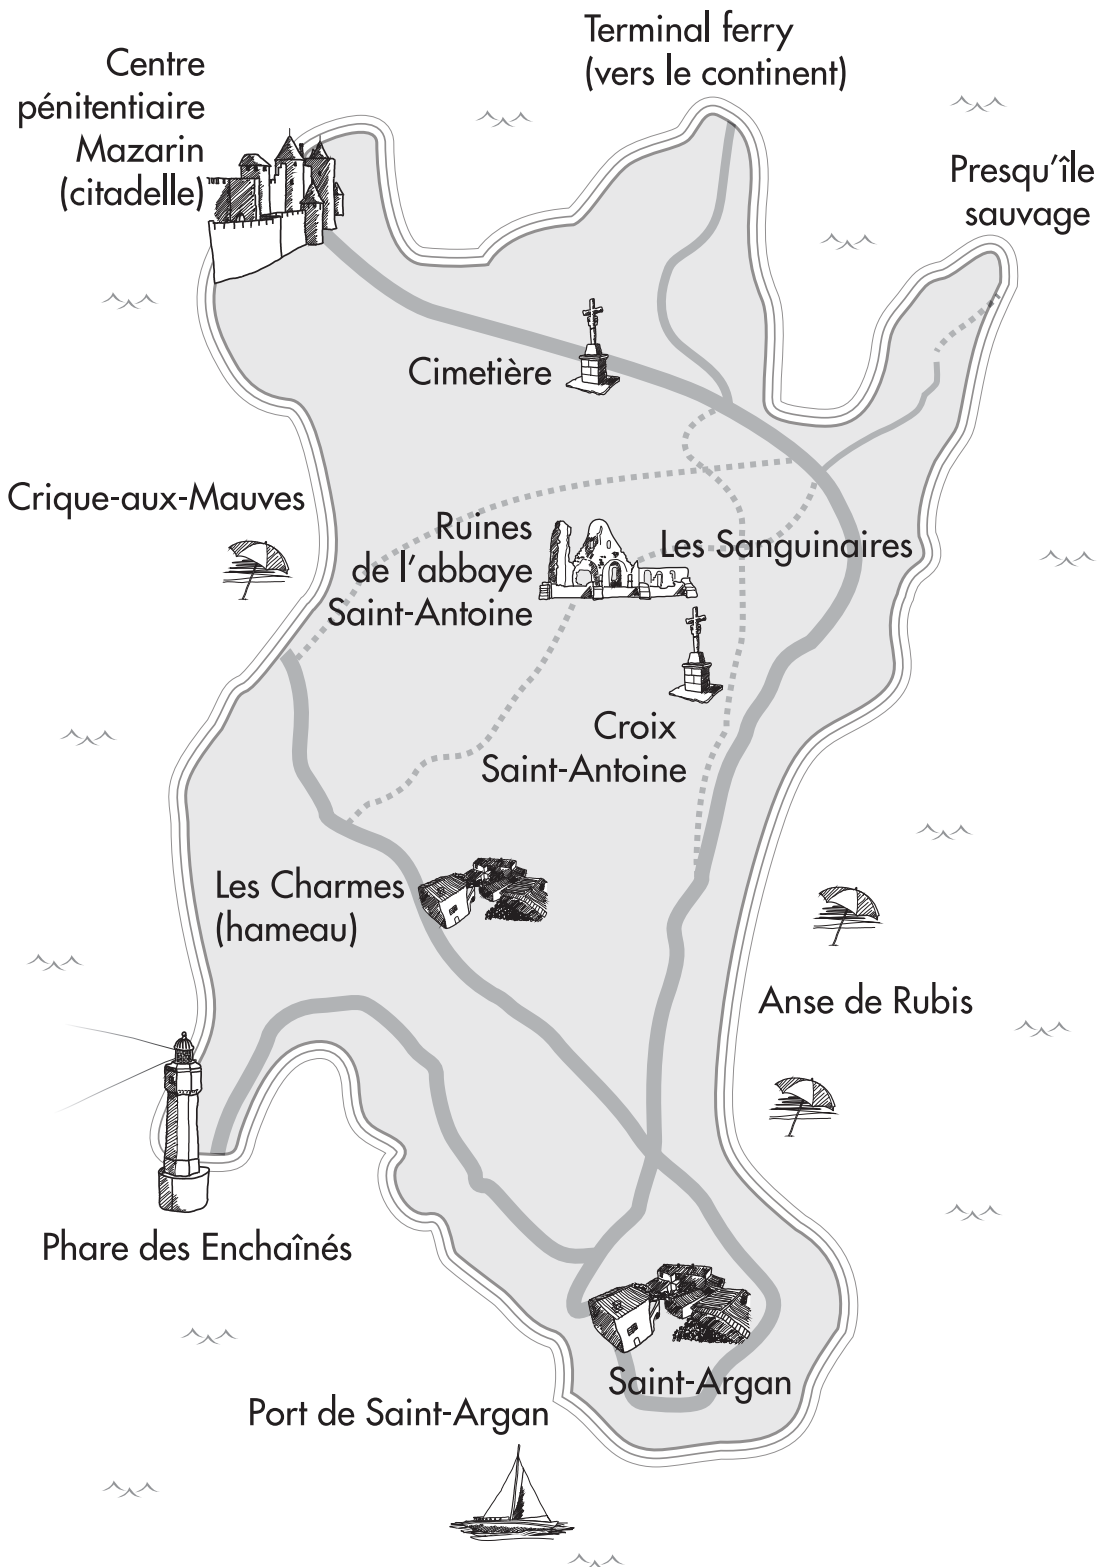 Terminal ferry
(vers le continent)
Centre
pénitentiaire
Mazarin
(citadelle)
Presqu’île
sauvage
Cimetière
Crique-aux-Mauves
Ruines
de l’abbaye
Saint-Antoine
Les Sanguinaires
Croix
Saint-Antoine
Les Charmes
(hameau)
Anse de Rubis
Phare des Enchaînés
Saint-Argan
Port de Saint-Argan